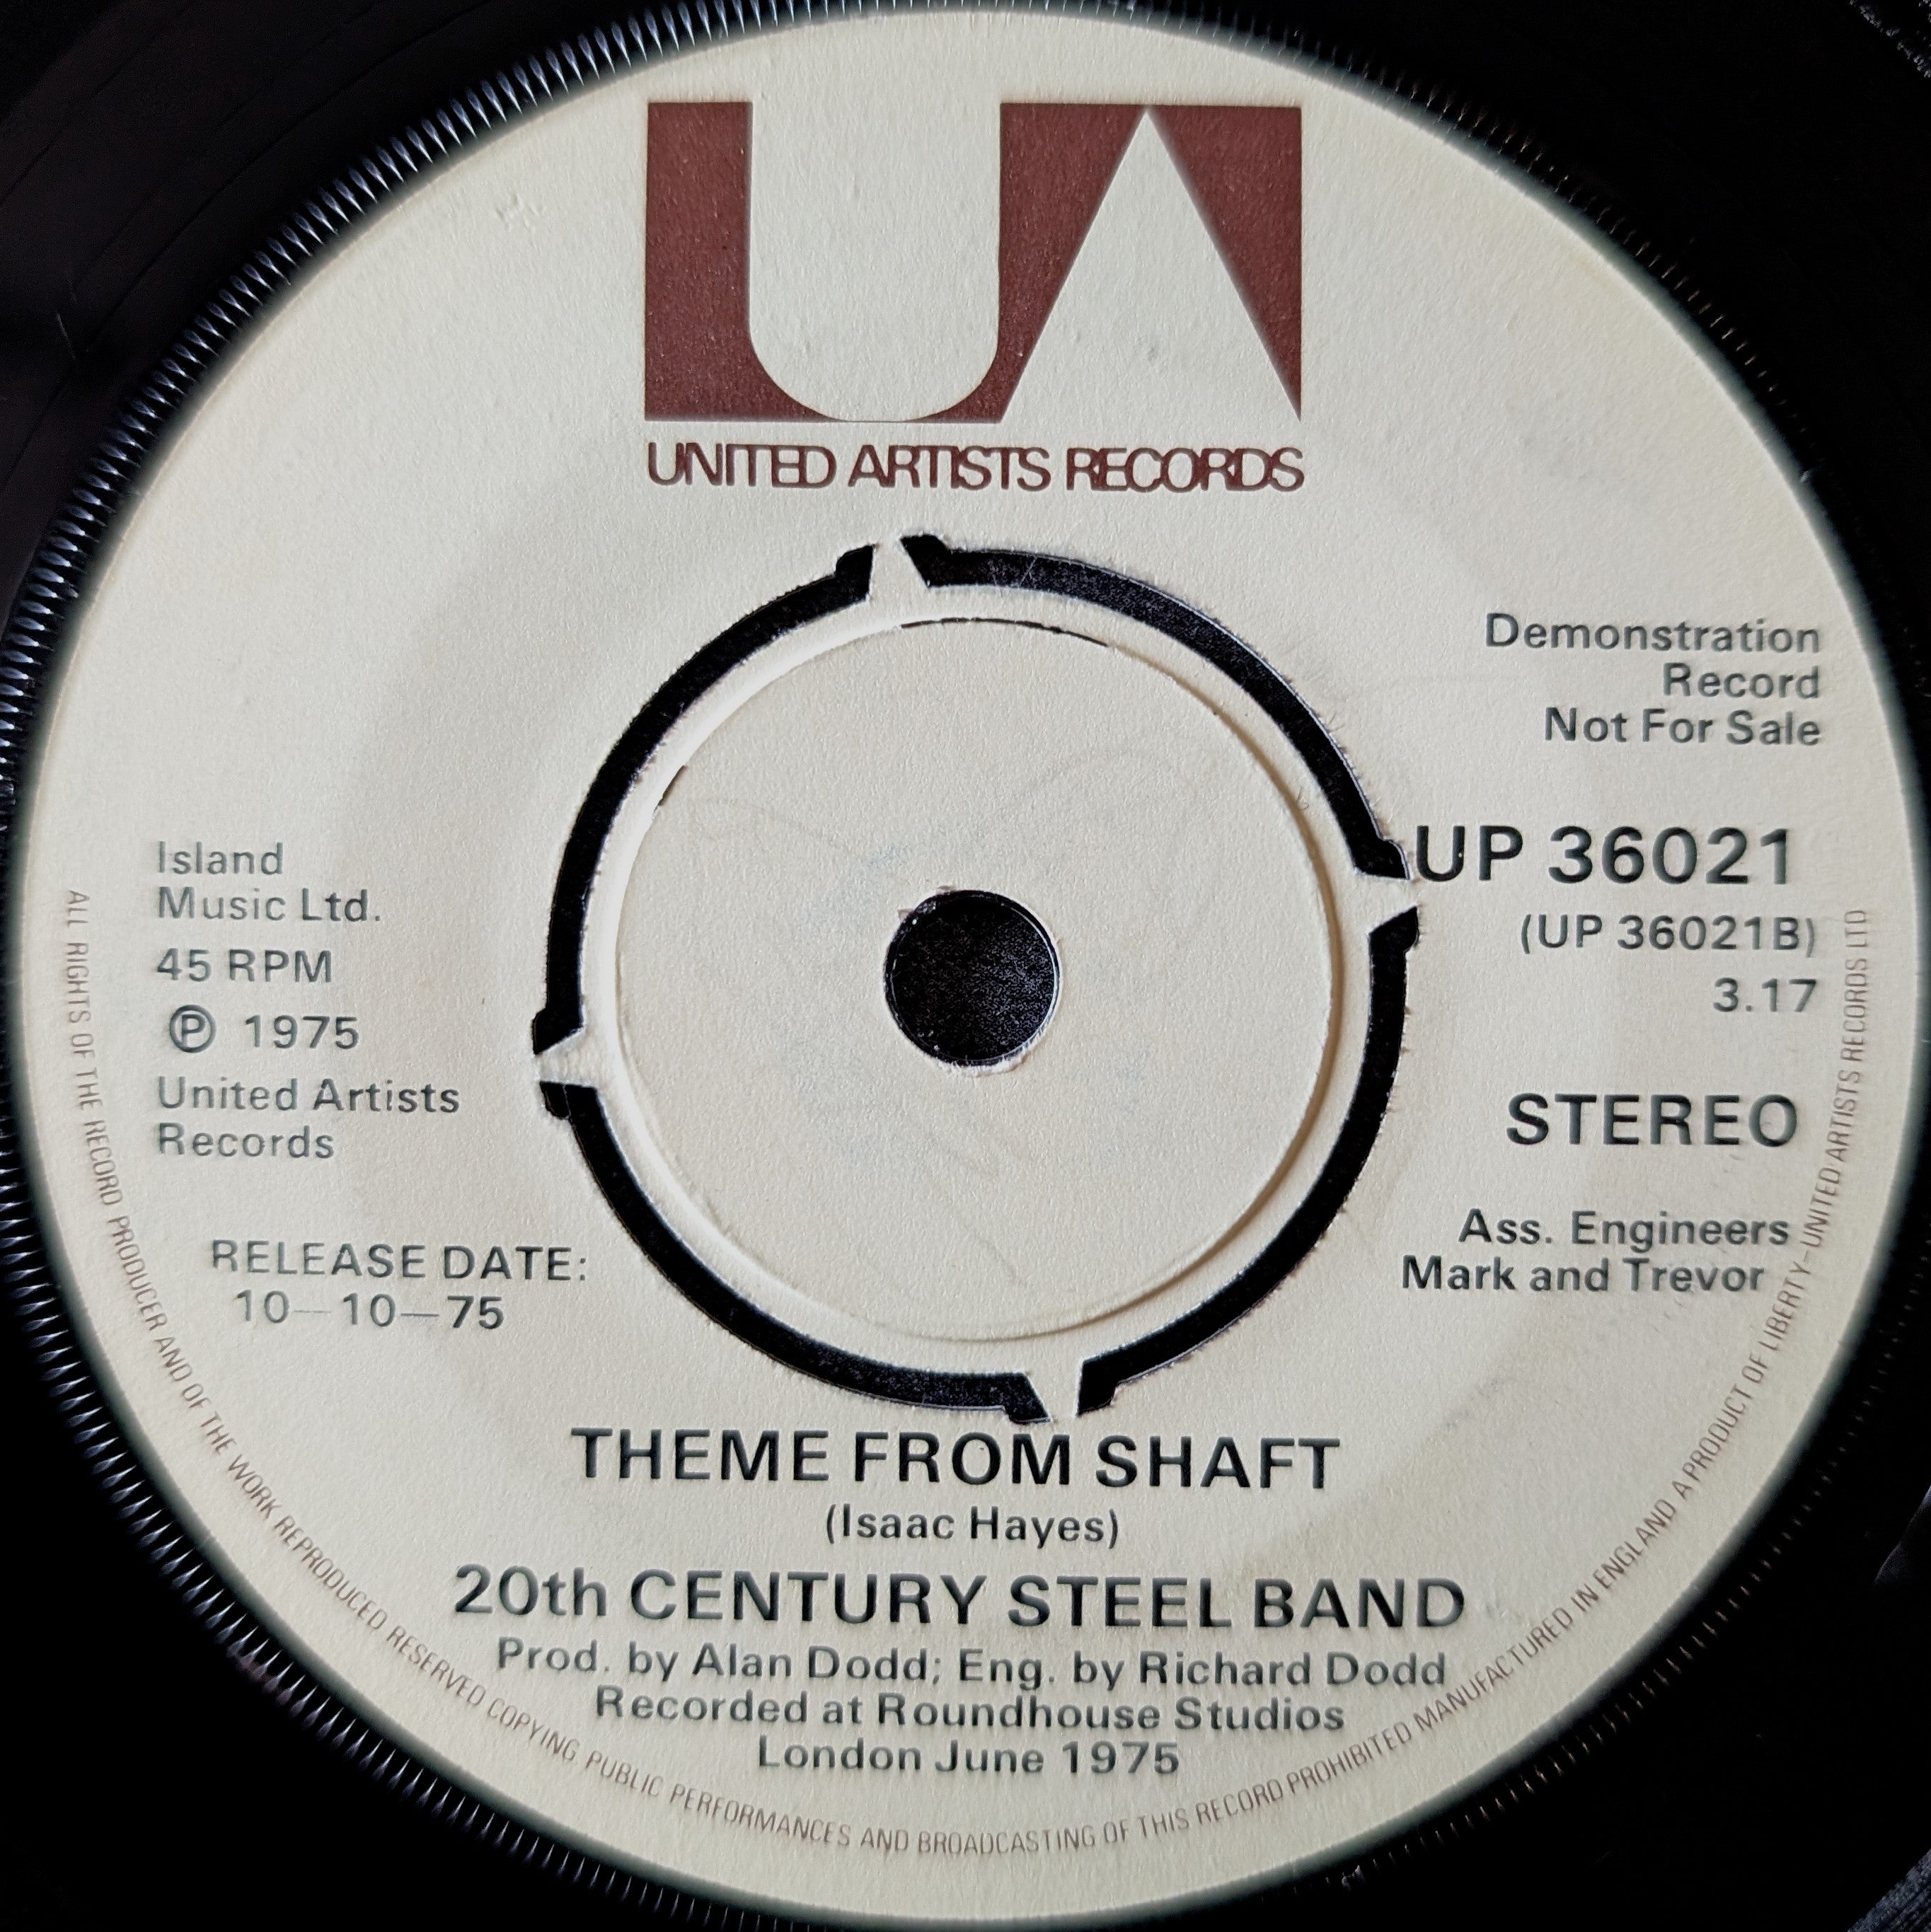 UA
UNITED ARTISTS RECORDS
Demonstration
Record
Not For Sale
UP 36021
(UP 36021B)
3.17
STEREO
Ass. Engineers
Mark and Trevor
Island
Music Ltd.
45 RPM
Ⓟ 1975
United Artists
Records
RELEASE DATE:
10—10—75
THEME FROM SHAFT
(Isaac Hayes)
20th CENTURY STEEL BAND
Prod. by Alan Dodd; Eng. by Richard Dodd
Recorded at Roundhouse Studios
London June 1975
ALL RIGHTS OF THE RECORD PRODUCER AND OF THE WORK REPRODUCED RESERVED COPYING PUBLIC PERFORMANCES AND BROADCASTING OF THIS RECORD PROHIBITED MANUFACTURED IN ENGLAND A PRODUCT OF LIBERTY–UNITED ARTISTS RECORDS LTD